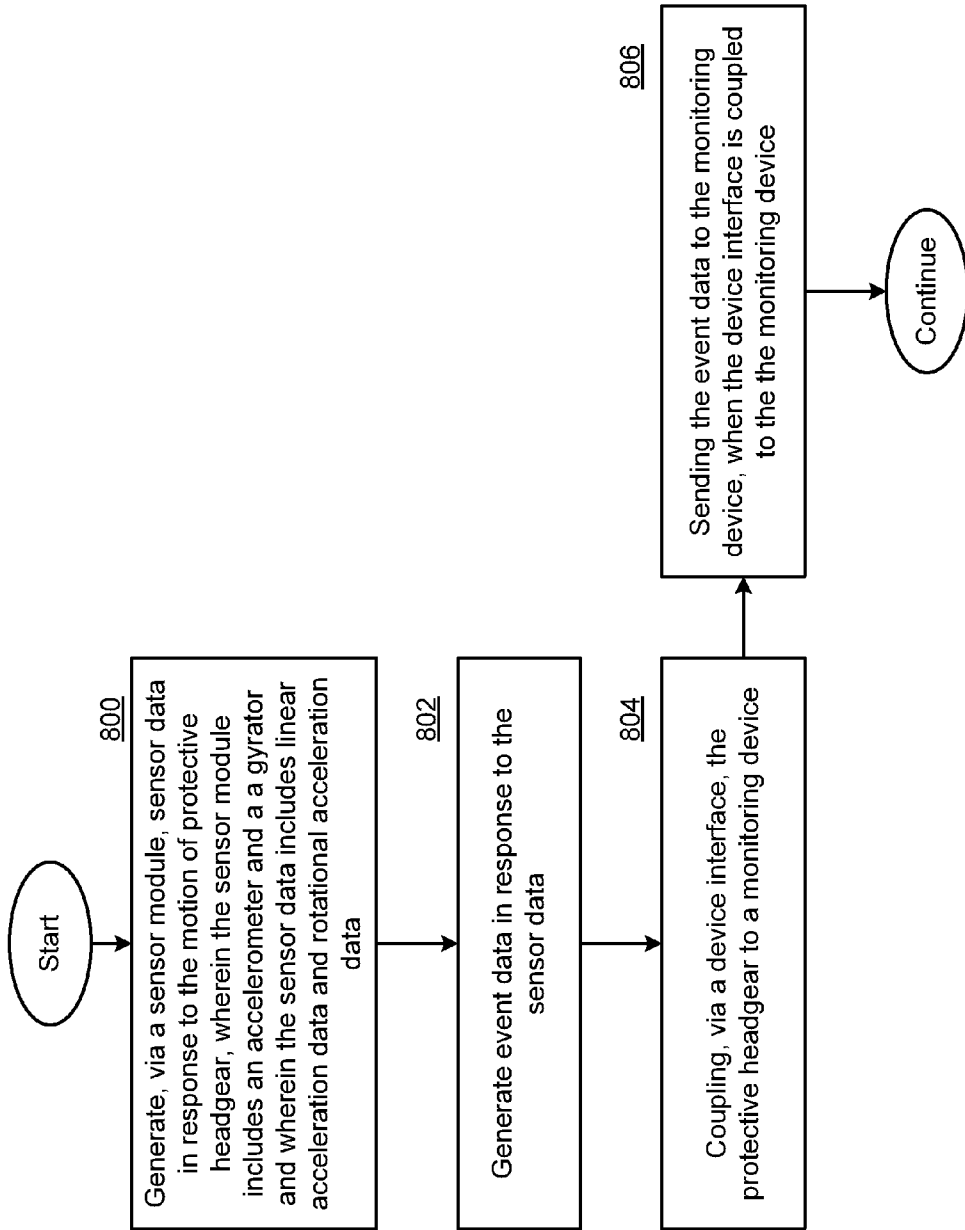 Start
800
Generate, via a sensor module, sensor data
in response to the motion of protective
headgear, wherein the sensor module
includes an accelerometer and a a gyrator
and wherein the sensor data includes linear
acceleration data and rotational acceleration
data
802
Generate event data in response to the
sensor data
804
Coupling, via a device interface, the
protective headgear to a monitoring device
806
Sending the event data to the monitoring
device, when the device interface is coupled
to the the monitoring device
Continue